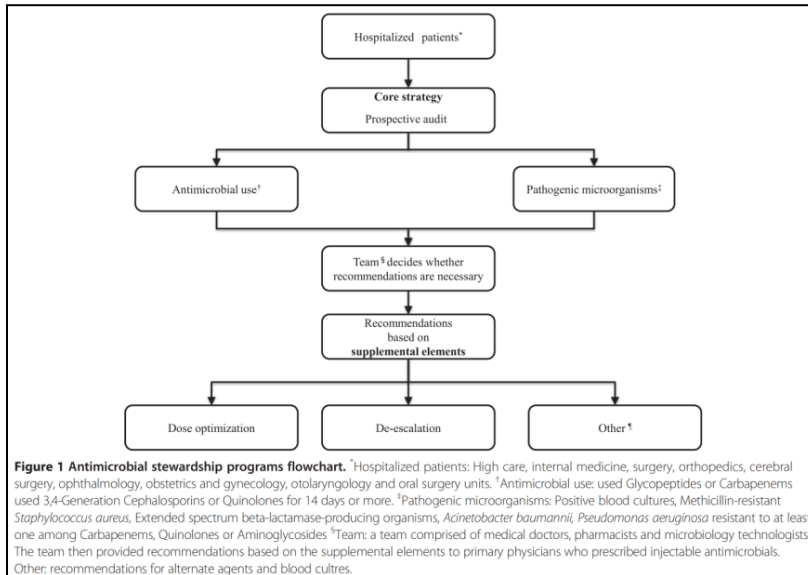 Hospitalized patients*
Core strategy
Prospective audit
Antimicrobial use†
Pathogenic microorganisms‡
Team§ decides whether
recommendations are necessary
Recommendations
based on
supplemental elements
Dose optimization
De-escalation
Other¶
Figure 1 Antimicrobial stewardship programs flowchart. *Hospitalized patients: High care, internal medicine, surgery, orthopedics, cerebral
surgery, ophthalmology, obstetrics and gynecology, otolaryngology and oral surgery units. †Antimicrobial use: used Glycopeptides or Carbapenems
used 3,4-Generation Cephalosporins or Quinolones for 14 days or more. ‡Pathogenic microorganisms: Positive blood cultures, Methicillin-resistant
Staphylococcus aureus, Extended spectrum beta-lactamase-producing organisms, Acinetobacter baumannii, Pseudomonas aeruginosa resistant to at least
one among Carbapenems, Quinolones or Aminoglycosides §Team: a team comprised of medical doctors, pharmacists and microbiology technologists
The team then provided recommendations based on the supplemental elements to primary physicians who prescribed injectable antimicrobials.
Other: recommendations for alternate agents and blood cultres.